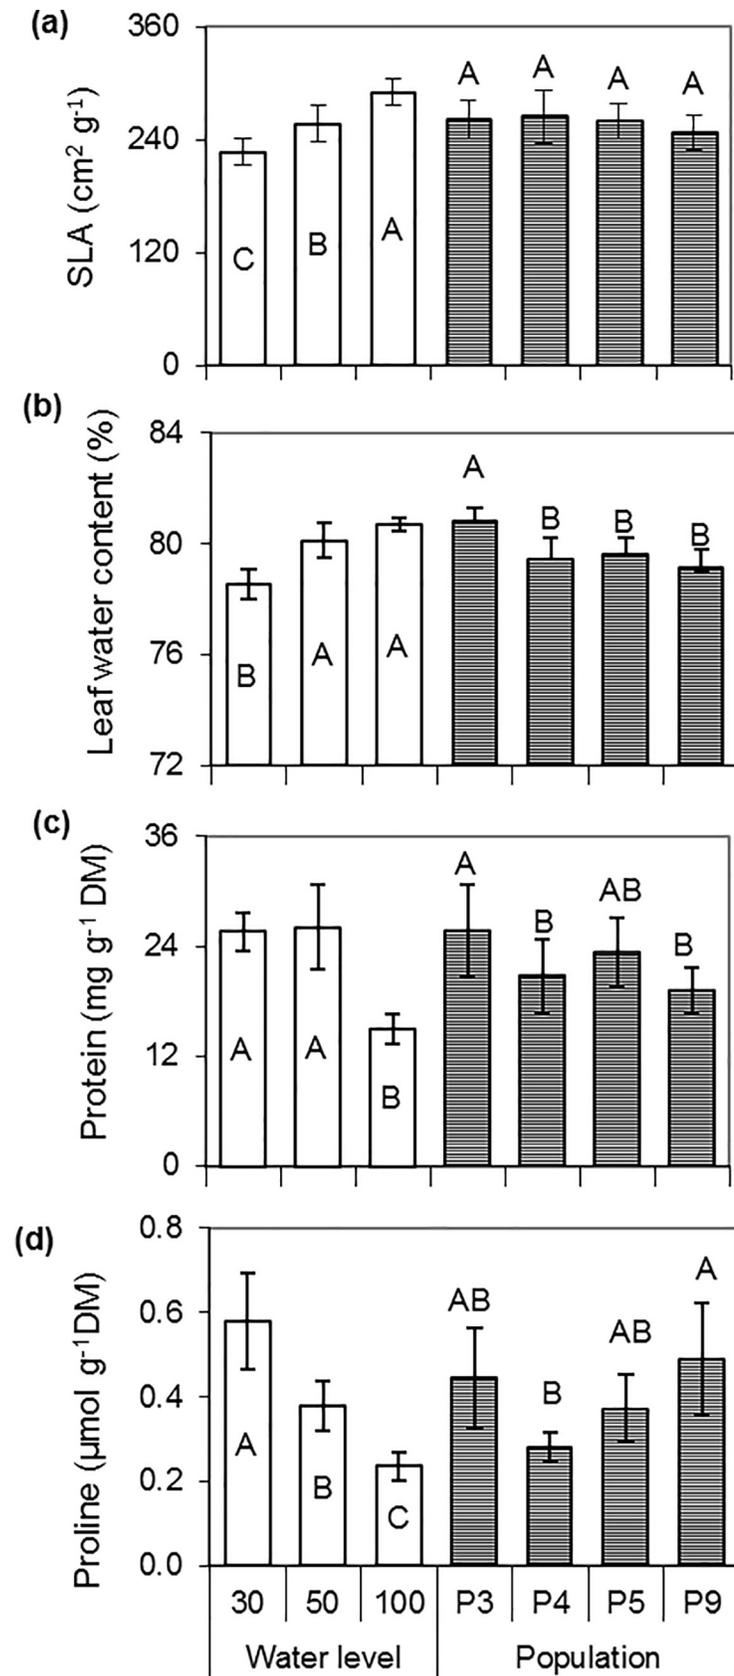 (a)
SLA (cm² g⁻¹)
360
240
120
0
C
B
A
A
A
A
A
(b)
Leaf water content (%)
84
80
76
72
B
A
A
A
B
B
B
(c)
Protein (mg g⁻¹ DM)
36
24
12
0
A
A
B
A
B
AB
B
(d)
Proline (µmol g⁻¹DM)
0.8
0.6
0.4
0.2
0.0
A
B
C
AB
B
AB
A
30 50 100 P3 P4 P5 P9
Water level Population